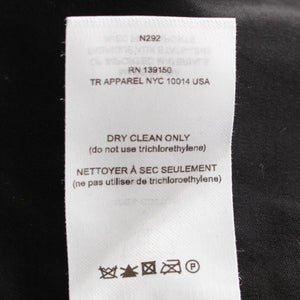 N292
RN 139150
TR APPAREL NYC 10014 USA
DRY CLEAN ONLY
(do not use trichlorethylene)
NETTOYER À SEC SEULEMENT
(ne pas utiliser de trichloroethylene)
P